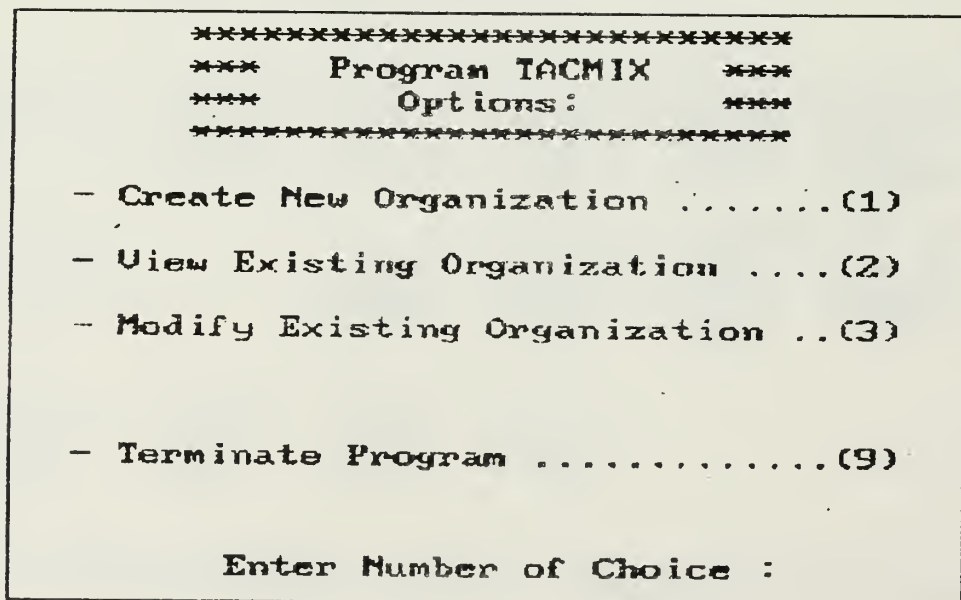 *************************
*** Program TACMIX ***
*** Options: ***
*************************
- Create New Organization .......(1)
- View Existing Organization ....(2)
- Modify Existing Organization ..(3)
- Terminate Program .............(9)
Enter Number of Choice :